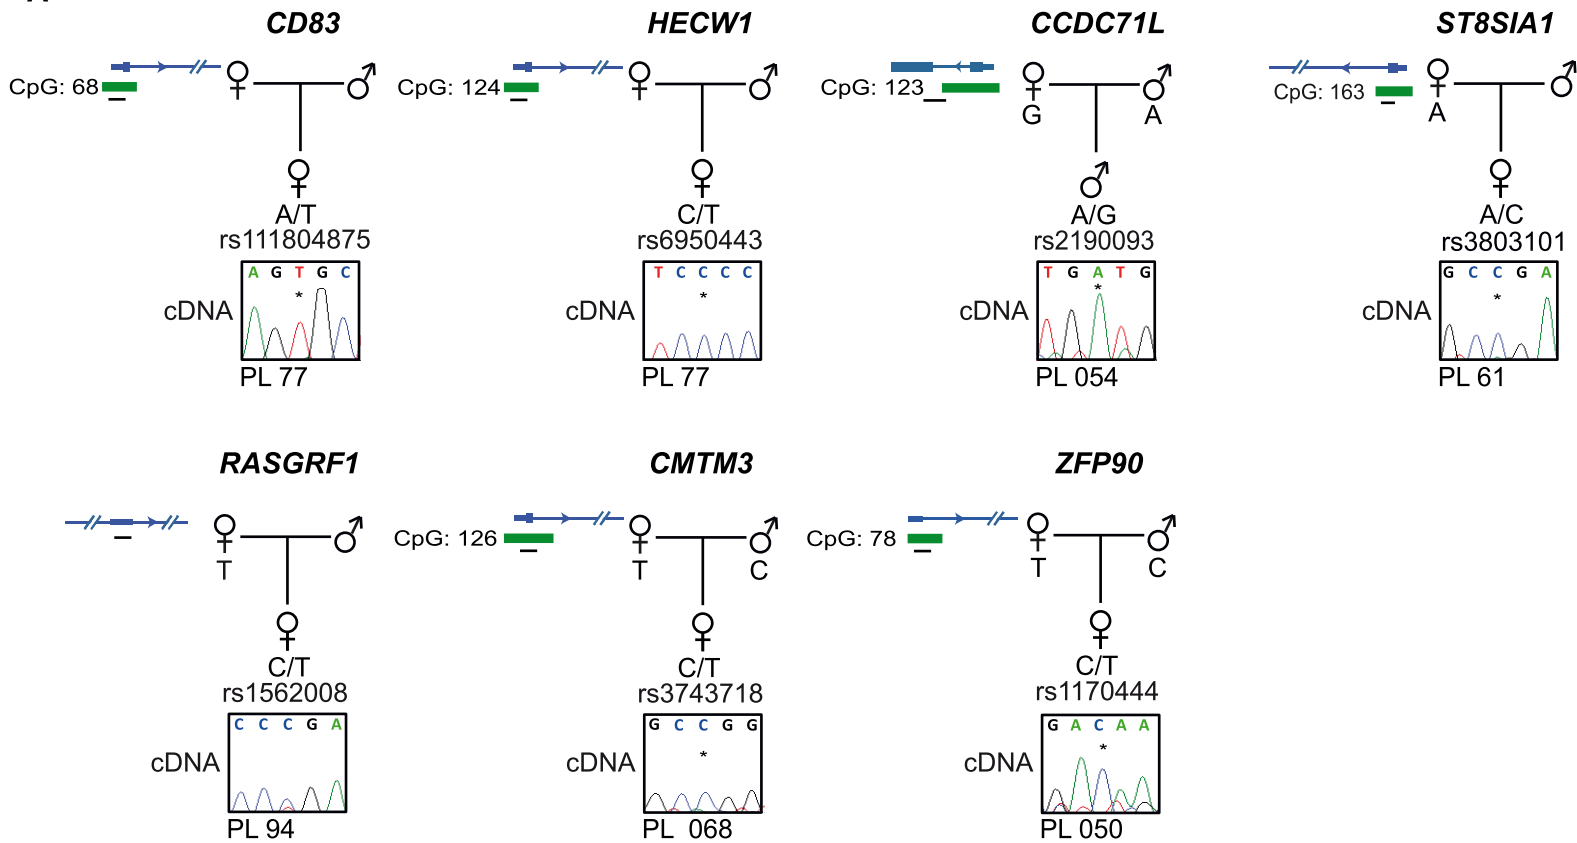 CD83
HECW1
CCDC71L
ST8SIA1
CpG: 68
CpG: 124
CpG: 123
CpG: 163
G
A
A
A/T
C/T
A/G
A/C
rs111804875
rs6950443
rs2190093
rs3803101
cDNA
A G T G C
*
cDNA
T C C C C
*
cDNA
T G A T G
*
cDNA
G C C G A
*
PL 77
PL 77
PL 054
PL 61
RASGRF1
CMTM3
ZFP90
CpG: 126
CpG: 78
T
T
C
T
C
C/T
C/T
C/T
rs1562008
rs3743718
rs1170444
cDNA
C C C G A
cDNA
G C C G G
*
cDNA
G A C A A
*
PL 94
PL 068
PL 050